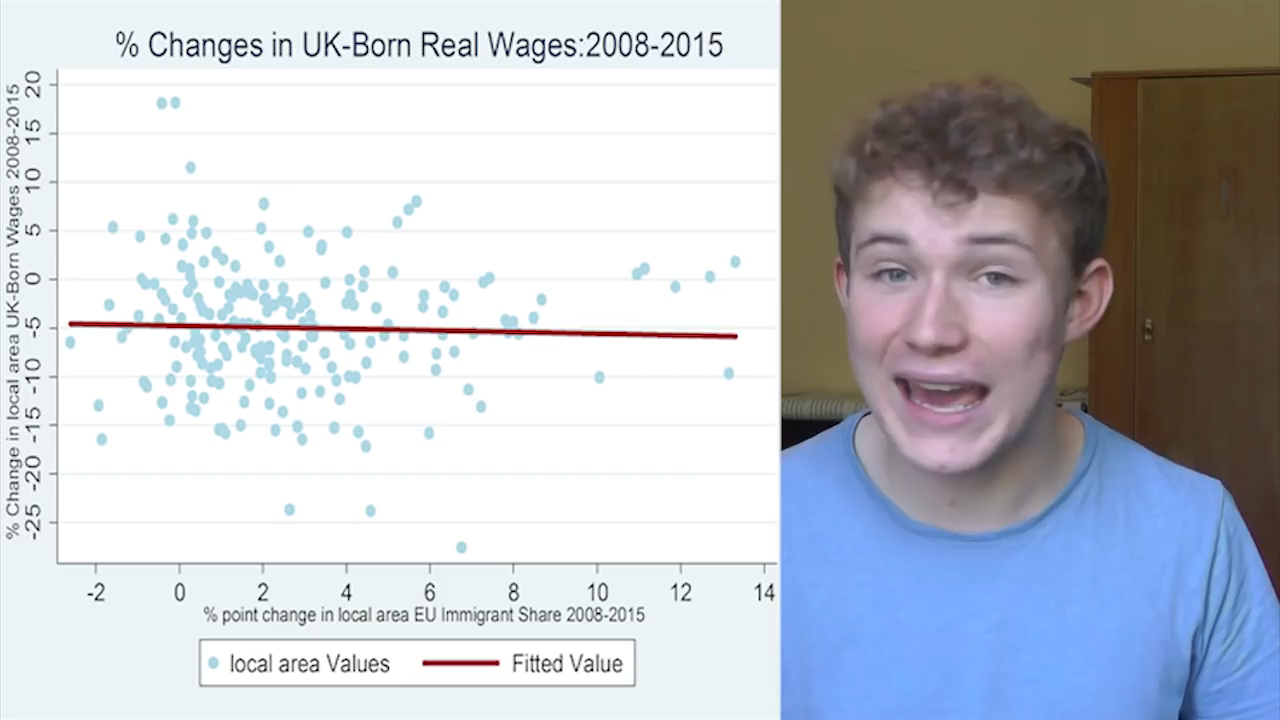 % Changes in UK-Born Real Wages:2008-2015
% Change in local area UK-Born Wages 2008-2015
20
15
10
5
0
-5
-10
-15
-20
-25
-2 0 2 4 6 8 10 12 14
% point change in local area EU Immigrant Share 2008-2015
local area Values Fitted Value